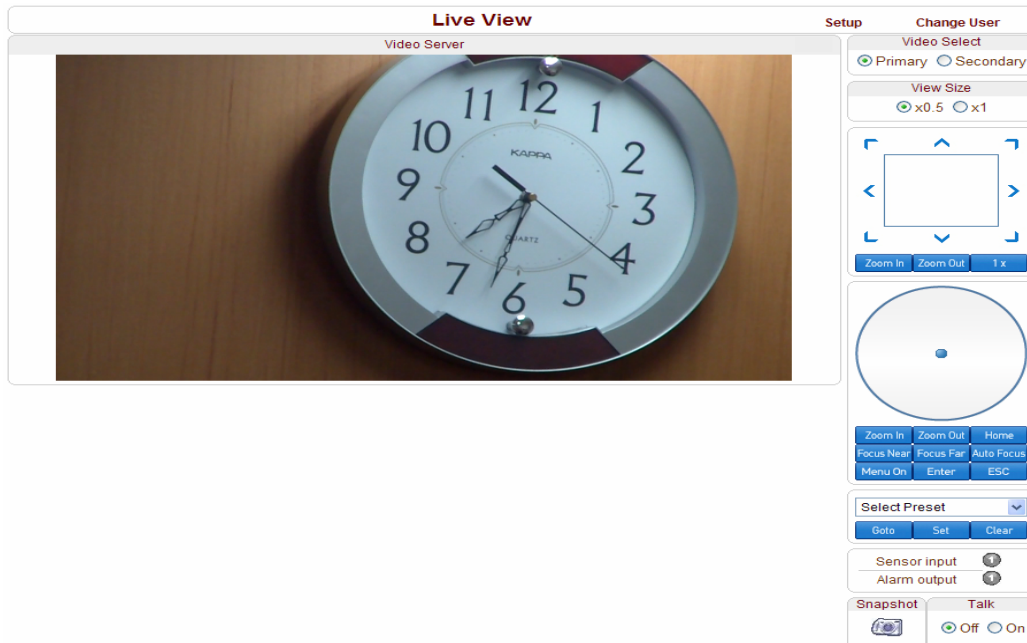 Live View
Setup
Change User
Video Server
Video Select
Primary
Secondary
View Size
x0.5
x1
12
1
2
3
4
5
6
7
8
9
10
11
KAPPA
QUARTZ
Zoom In
Zoom Out
1 x
Zoom In
Zoom Out
Home
Focus Near
Focus Far
Auto Focus
Menu On
Enter
ESC
Select Preset
Goto
Set
Clear
Sensor input
1
Alarm output
1
Snapshot
Talk
Off
On